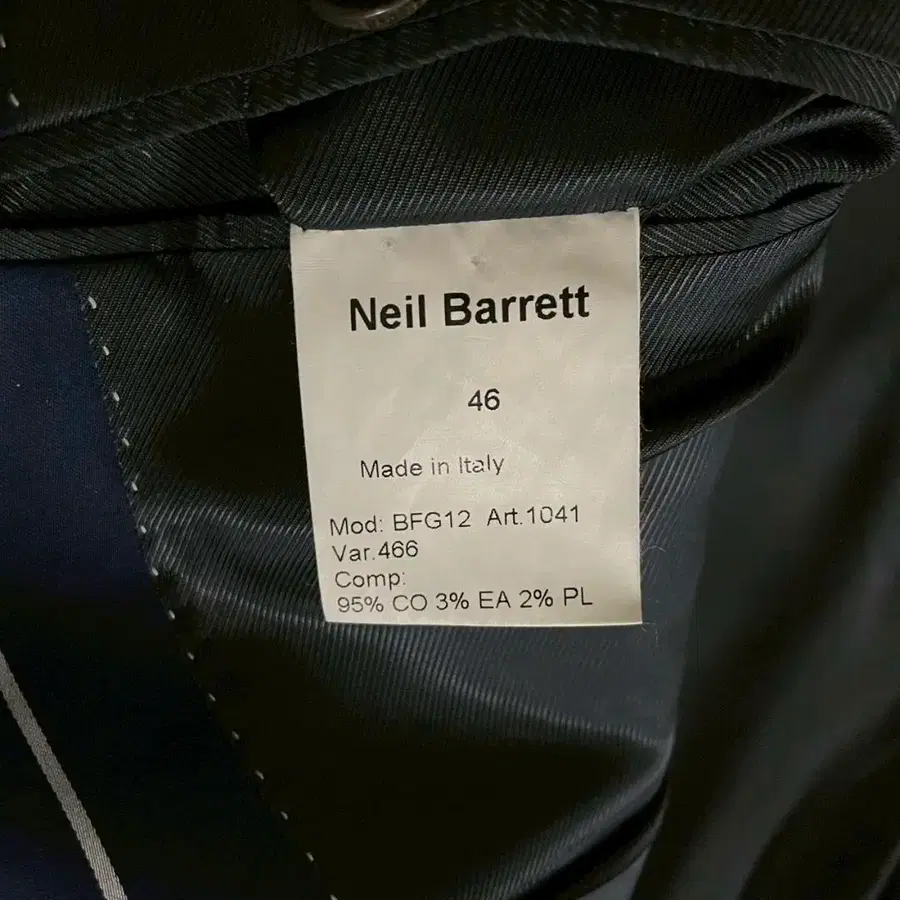 Neil Barrett
46
Made in Italy
Mod: BFG12 Art.1041
Var.466
Comp:
95% CO 3% EA 2% PL